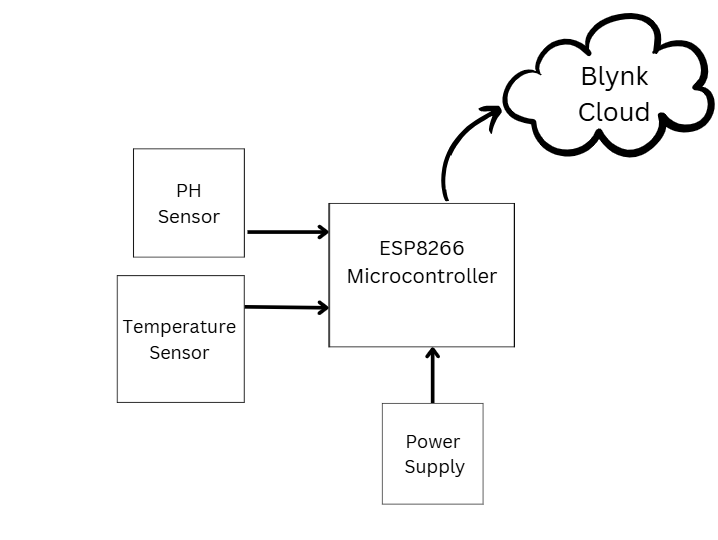 Blynk
Cloud
PH
Sensor
ESP8266
Microcontroller
Temperature
Sensor
Power
Supply